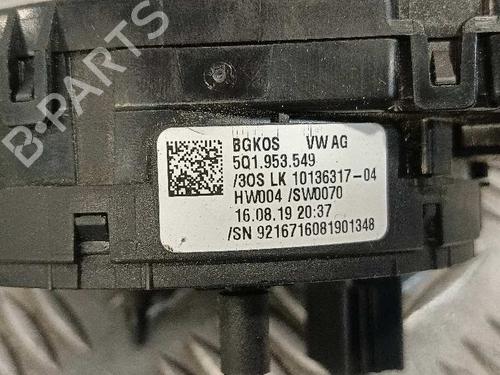 B-PARTS
BGKOS VW AG
5Q1.953.549
/3OS LK 10136317-04
HW004 /SW0070
16.08.19 20:37
/SN 9216716081901348